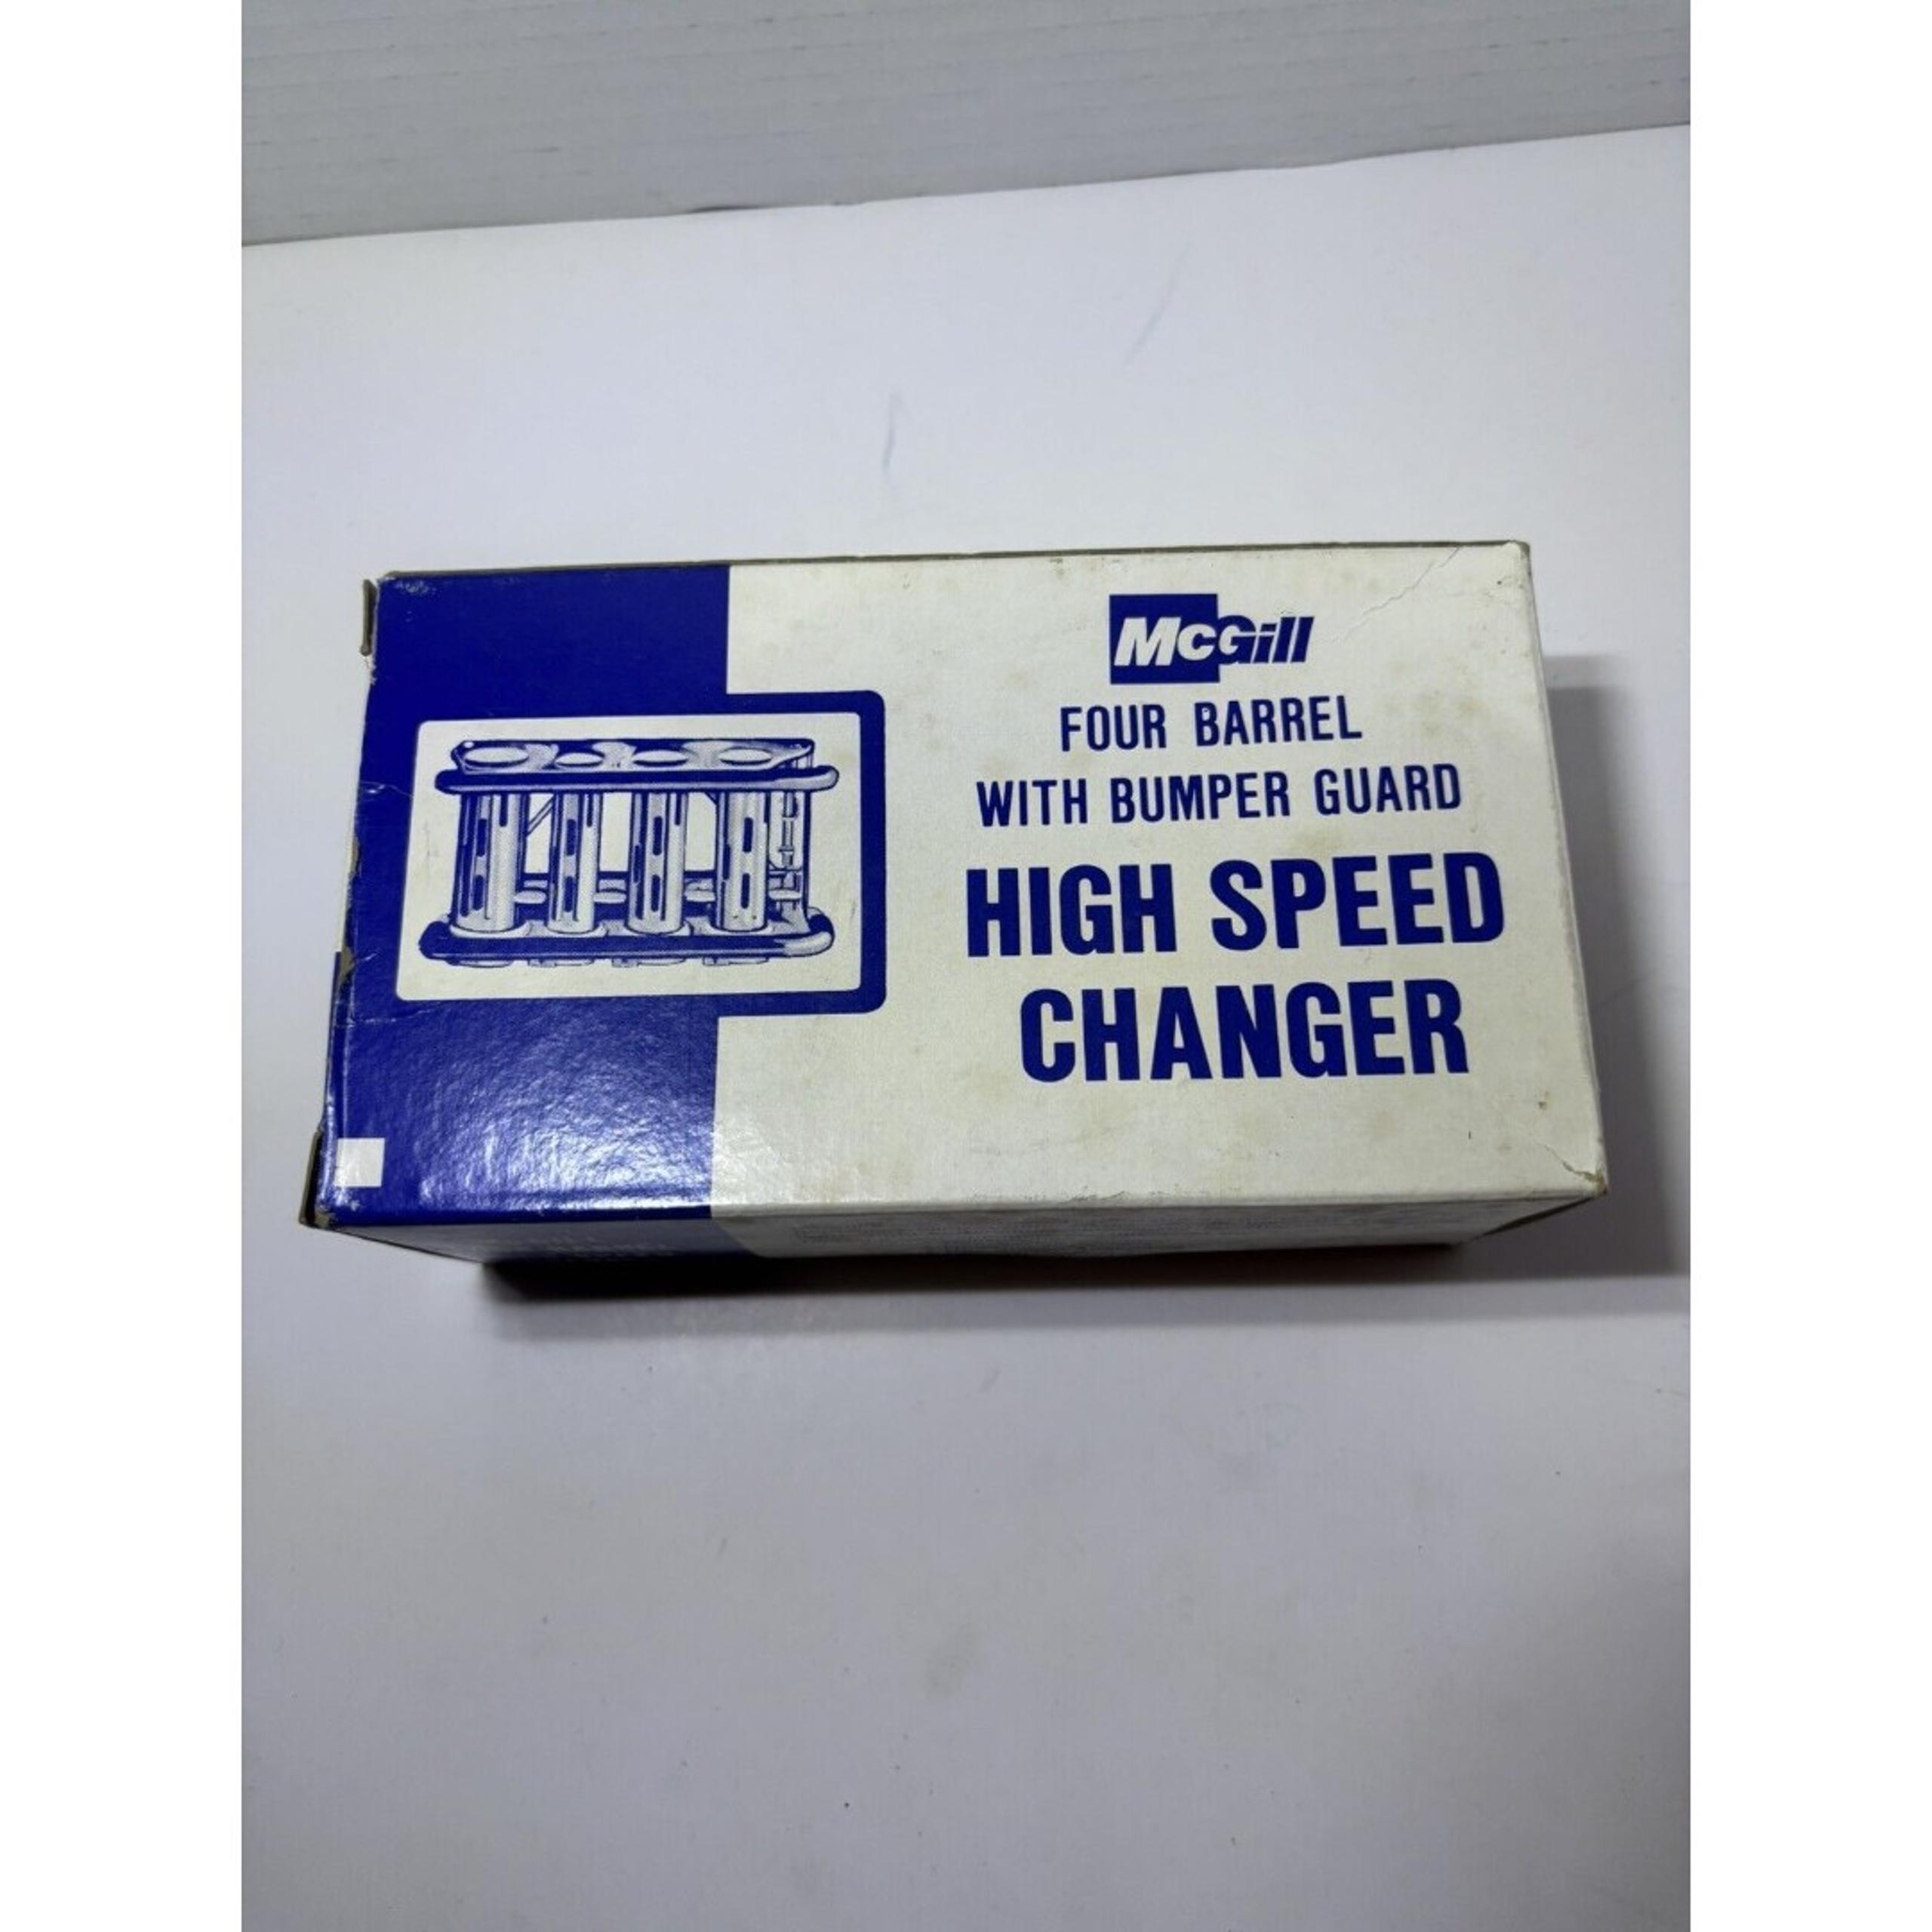 McGill
FOUR BARREL
WITH BUMPER GUARD
HIGH SPEED
CHANGER